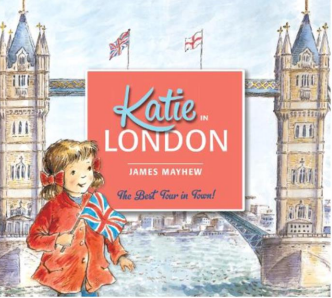 Katie IN
LONDON
JAMES MAYHEW
The Best Tour in Town!